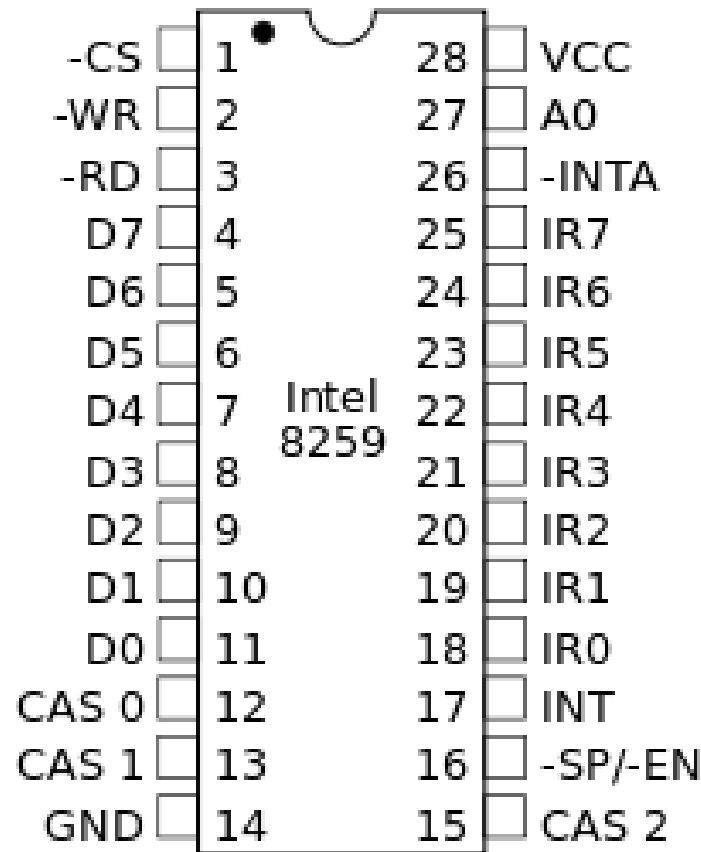 -CS 1 28 VCC
-WR 2 27 A0
-RD 3 26 -INTA
D7 4 25 IR7
D6 5 24 IR6
D5 6 23 IR5
Intel
D4 7 22 IR4
8259
D3 8 21 IR3
D2 9 20 IR2
D1 10 19 IR1
D0 11 18 IR0
CAS 0 12 17 INT
CAS 1 13 16 -SP/-EN
GND 14 15 CAS 2